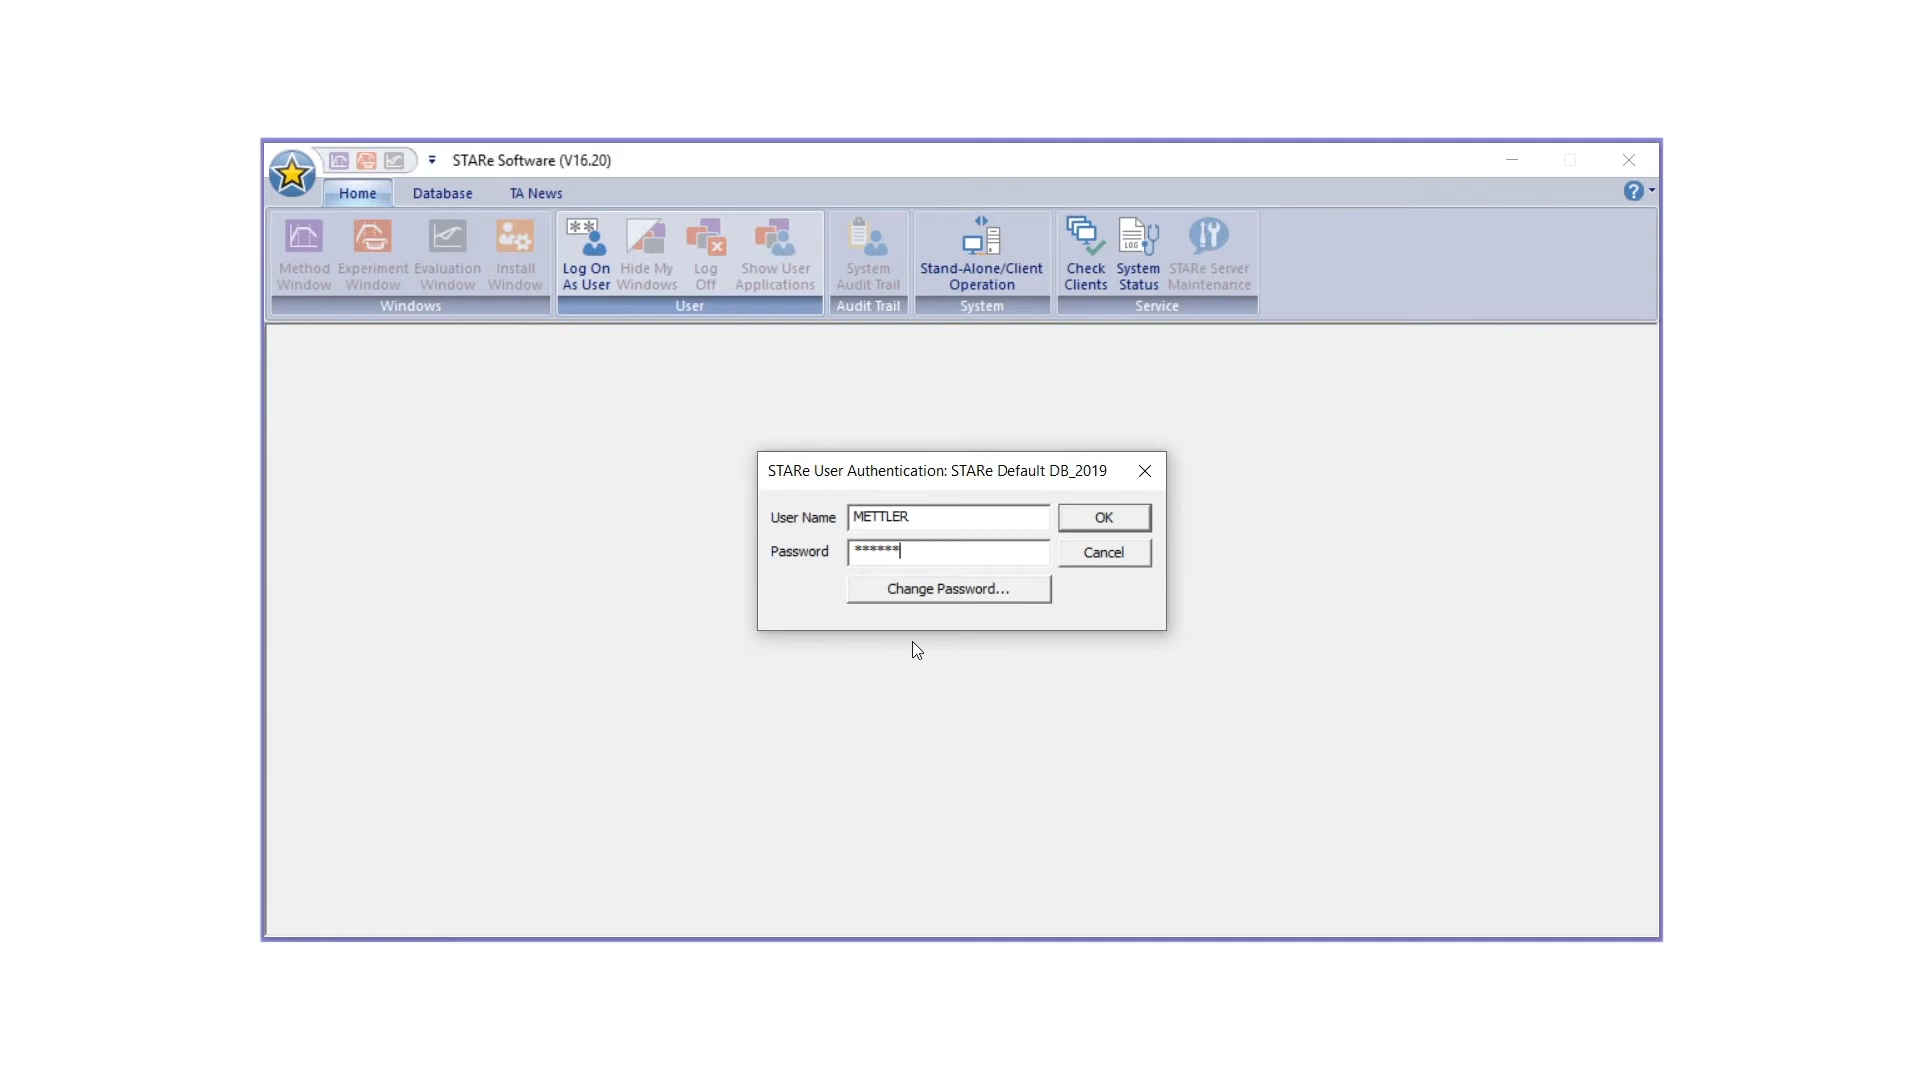 STARe Software (V16.20)
Home Database TA News
Method Window
Experiment Window
Evaluation Window
Install Window
Windows
** Log On As User
Hide My Windows
Log Off
Show User Applications
User
System Audit Trail
Audit Trail
Stand-Alone/Client Operation
System
Check Clients
LOG System Status
STARe Server Maintenance
Service
STARe User Authentication: STARe Default DB_2019
User Name METTLER OK
Password ****** Cancel
Change Password...